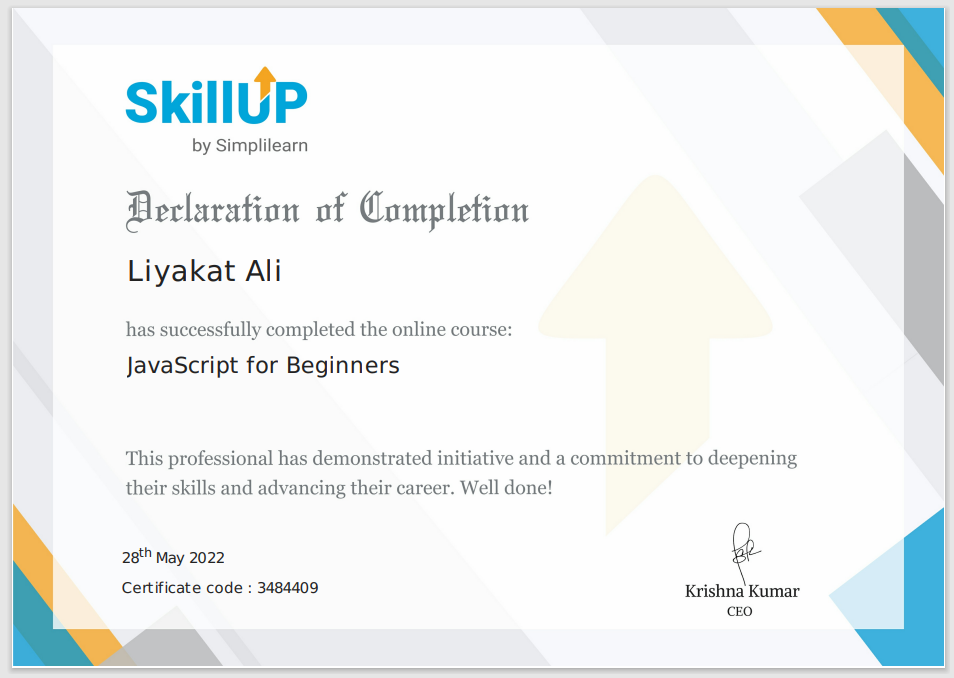 SkillUP
by Simplilearn
Declaration of Completion
Liyakat Ali
has successfully completed the online course:
JavaScript for Beginners
This professional has demonstrated initiative and a commitment to deepening
their skills and advancing their career. Well done!
28th May 2022
Certificate code : 3484409
Krishna Kumar
CEO